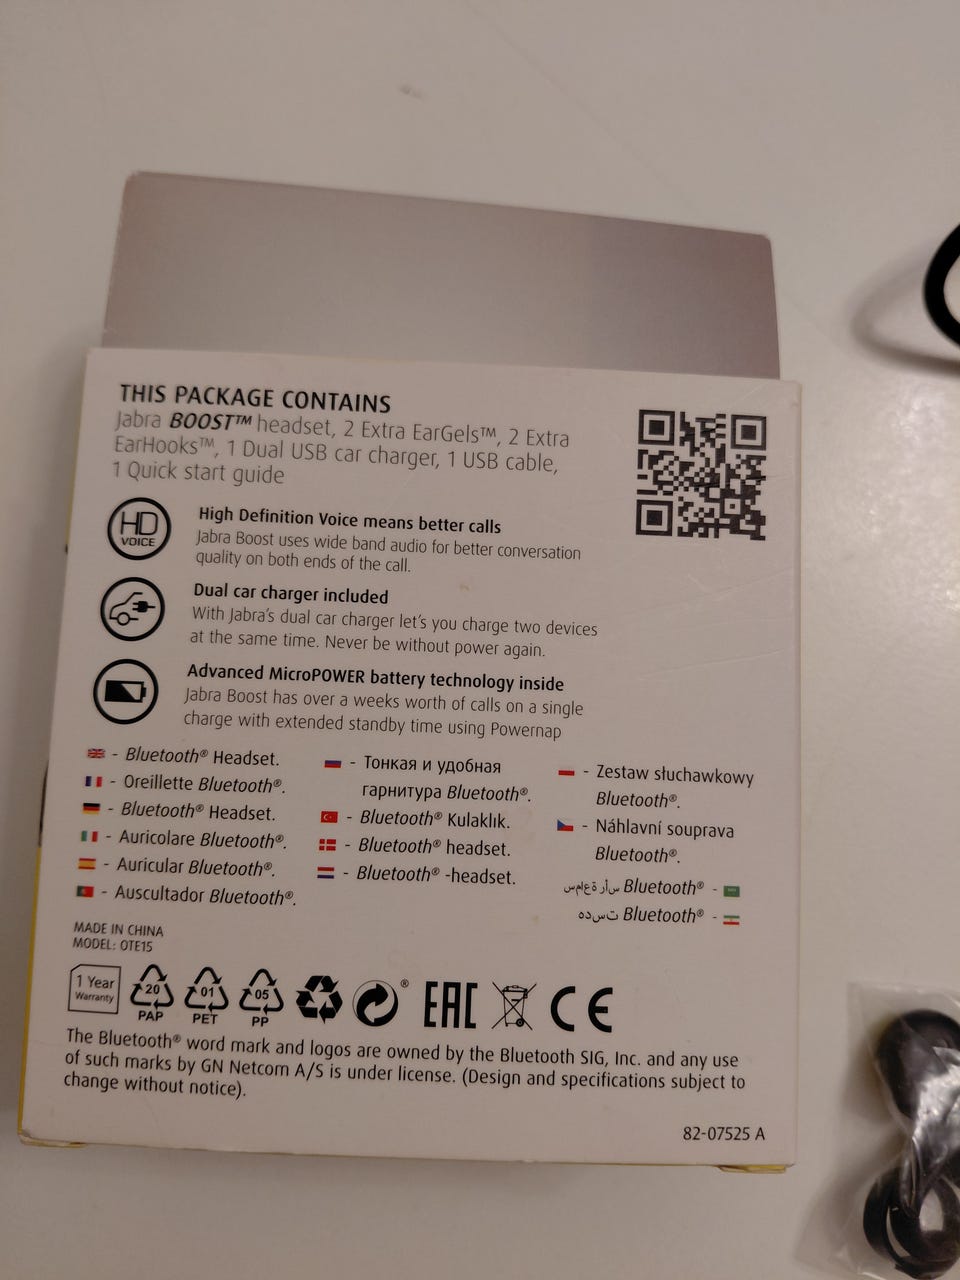 THIS PACKAGE CONTAINS
Jabra BOOST™ headset, 2 Extra EarGels™, 2 Extra
EarHooks™, 1 Dual USB car charger, 1 USB cable,
1 Quick start guide
HD
VOICE
High Definition Voice means better calls
Jabra Boost uses wide band audio for better conversation
quality on both ends of the call.
Dual car charger included
With Jabra's dual car charger let's you charge two devices
at the same time. Never be without power again.
Advanced MicroPOWER battery technology inside
Jabra Boost has over a weeks worth of calls on a single
charge with extended standby time using Powernap
- Bluetooth® Headset.
- Oreillette Bluetooth®.
- Bluetooth® Headset.
- Auricolare Bluetooth®.
- Auricular Bluetooth®.
- Auscultador Bluetooth®.
- Тонкая и удобная
гарнитура Bluetooth®.
- Bluetooth® Kulaklık.
- Bluetooth® headset.
- Bluetooth® -headset.
- Zestaw słuchawkowy
Bluetooth®.
- Náhlavní souprava
Bluetooth®.
Bluetooth® -
Bluetooth® -
MADE IN CHINA
MODEL: OTE15
1 Year
Warranty
20
PAP
01
PET
05
PP
®
EAC
CE
The Bluetooth® word mark and logos are owned by the Bluetooth SIG, Inc. and any use
of such marks by GN Netcom A/S is under license. (Design and specifications subject to
change without notice).
82-07525 A